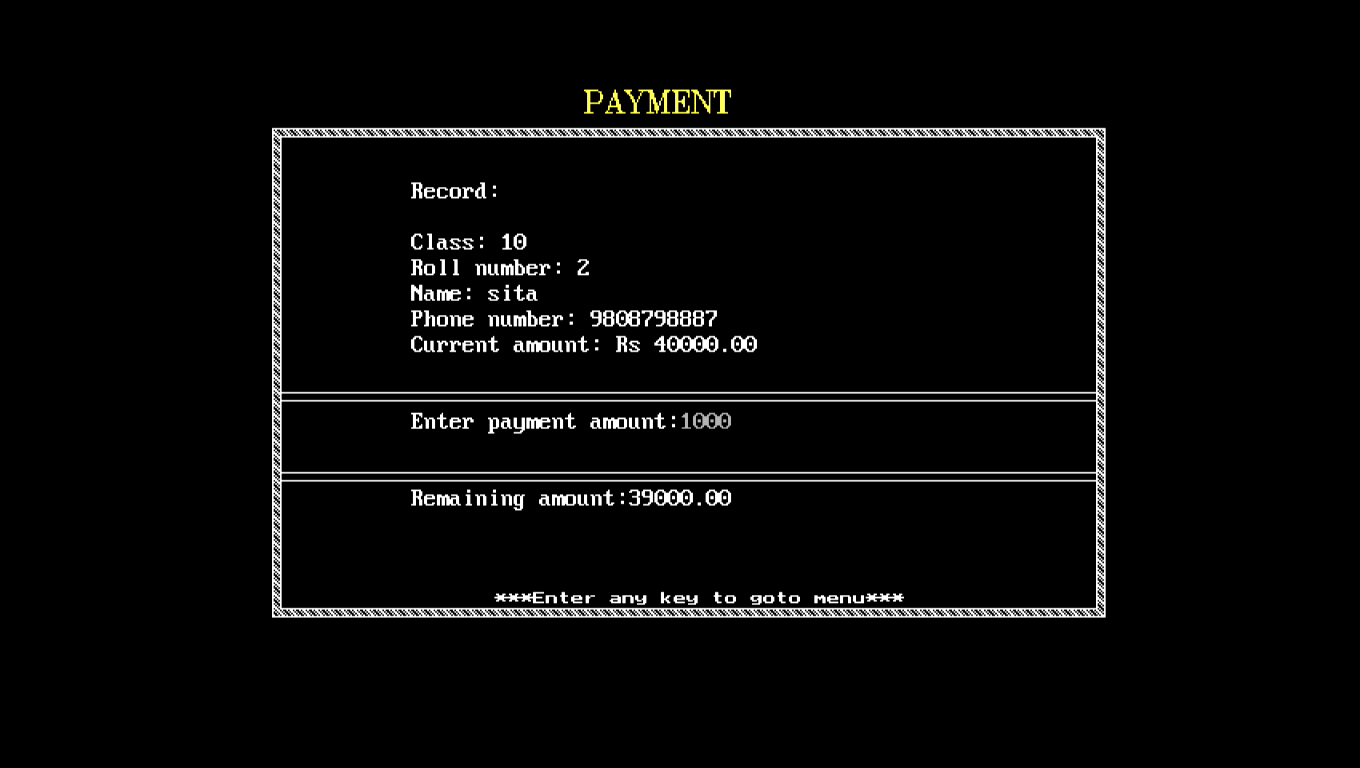 PAYMENT
Record:
Class: 10
Roll number: 2
Name: sita
Phone number: 9808798887
Current amount: Rs 40000.00
Enter payment amount:1000
Remaining amount:39000.00
***Enter any key to goto menu***